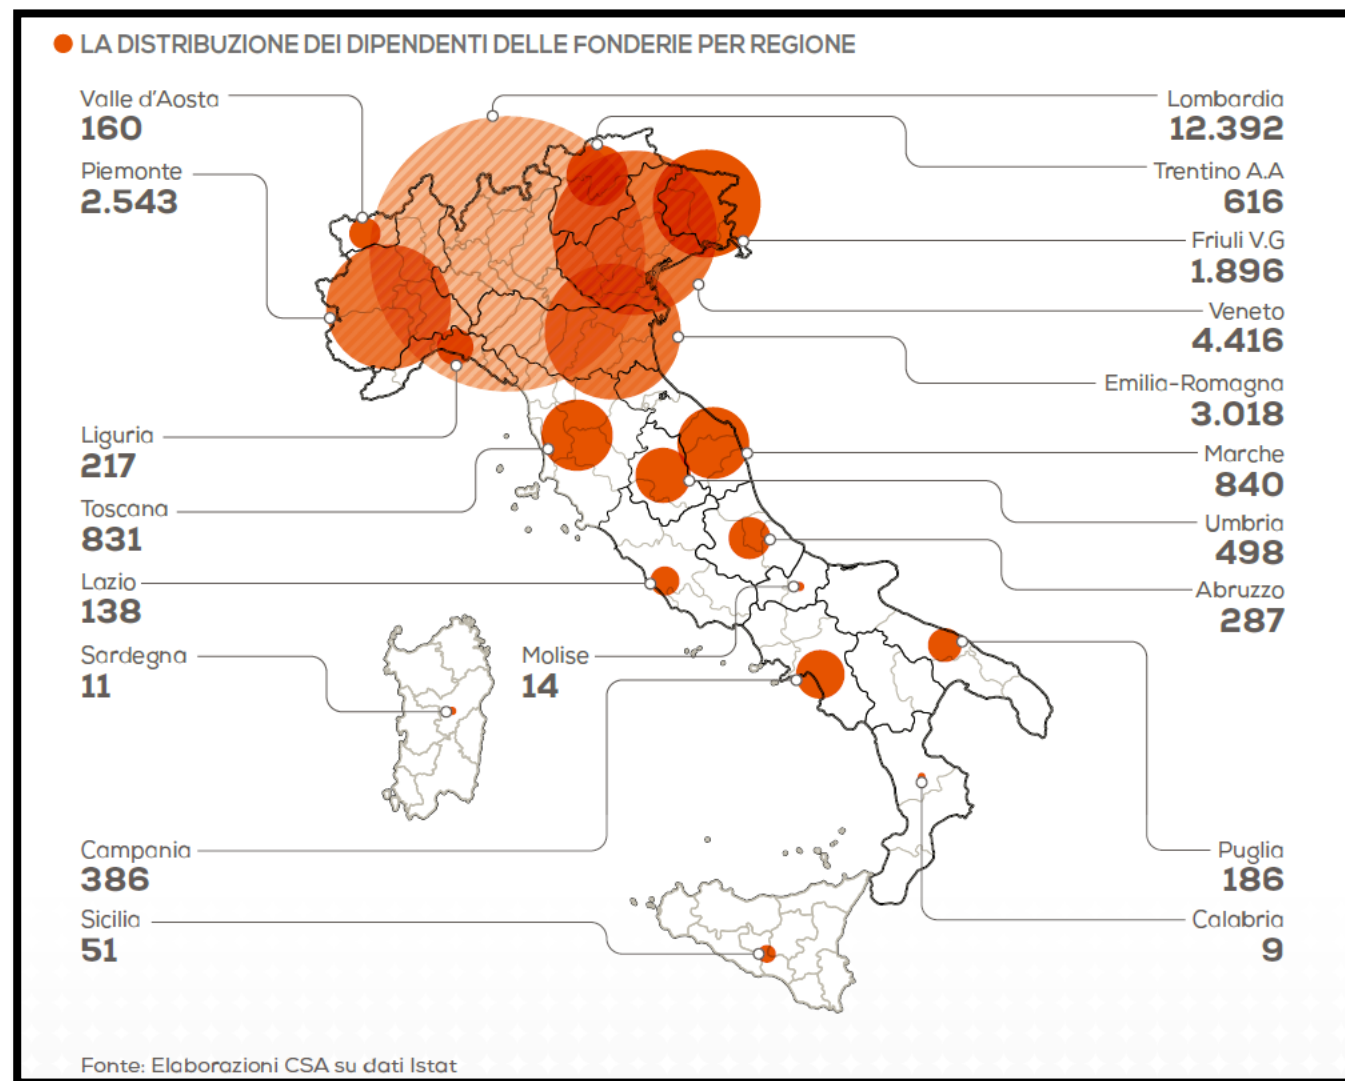 LA DISTRIBUZIONE DEI DIPENDENTI DELLE FONDERIE PER REGIONE
Valle d'Aosta
160
Piemonte
2.543
Liguria
217
Toscana
831
Lazio
138
Sardegna
11
Molise
14
Campania
386
Sicilia
51
Lombardia
12.392
Trentino A.A
616
Friuli V.G
1.896
Veneto
4.416
Emilia-Romagna
3.018
Marche
840
Umbria
498
Abruzzo
287
Puglia
186
Calabria
9
Fonte: Elaborazioni CSA su dati Istat